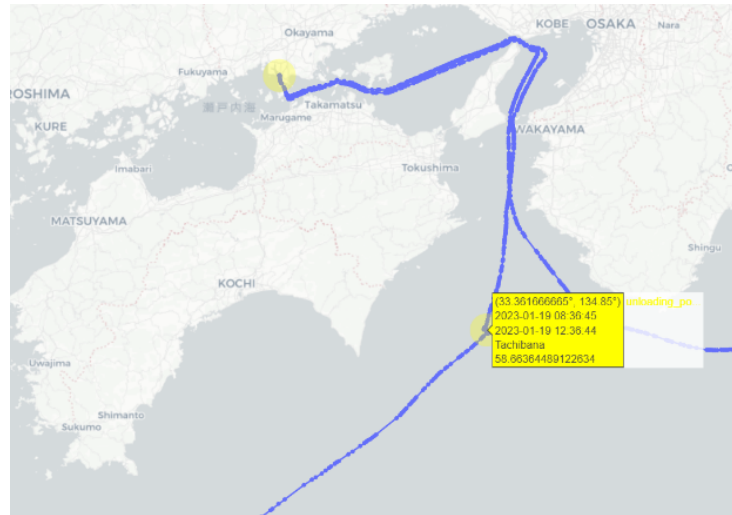 KOBE
OSAKA
Nara
Okayama
Fukuyama
ROSHIMA
瀬戸内海
Takamatsu
KURE
Marugame
WAKAYAMA
Imabari
Tokushima
MATSUYAMA
Shingu
KOCHI
(33.361666665°, 134.85°)
unloading_po
2023-01-19 08:36:45
2023-01-19 12:36:44
Tachibana
58.66364489122634
Uwajima
Shimanto
Sukumo